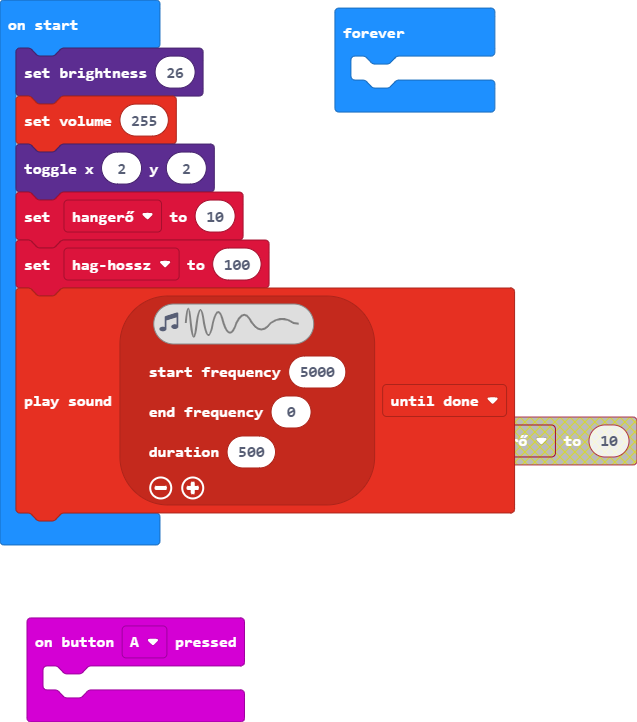 on start
forever
set brightness 26
set volume 255
toggle x 2 y 2
set hangerő to 10
set hag-hossz to 100
start frequency 5000
play sound
until done
end frequency 0
to 10
duration 500
on button A pressed